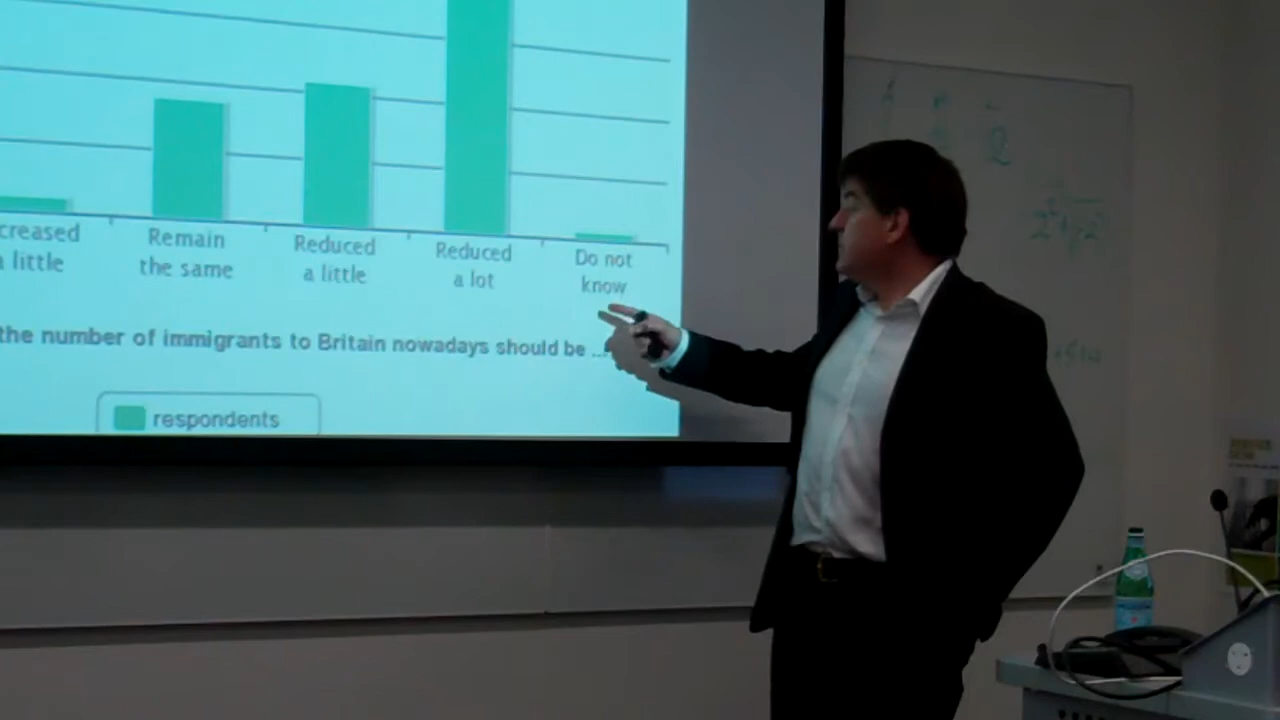 creased
a little
Remain
the same
Reduced
a little
Reduced
a lot
Do not
know
the number of immigrants to Britain nowadays should be ...
respondents